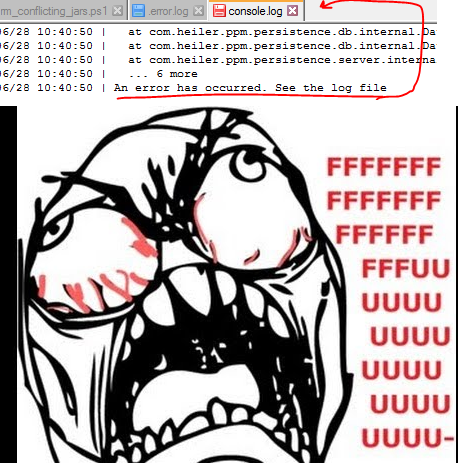 rm_conflicting_jars.ps1 error.log console.log
06/28 10:40:50 | at com.heiler.ppm.persistence.db.internal.Da
06/28 10:40:50 | at com.heiler.ppm.persistence.db.internal.Da
06/28 10:40:50 | at com.heiler.ppm.persistence.server.interna
06/28 10:40:50 | ... 6 more
06/28 10:40:50 | An error has occurred. See the log file
FFFFFFF
FFFFFFF
FFFFFF
FFFUU
UUUU
UUUU
UUUU
UUUU
UUUU-